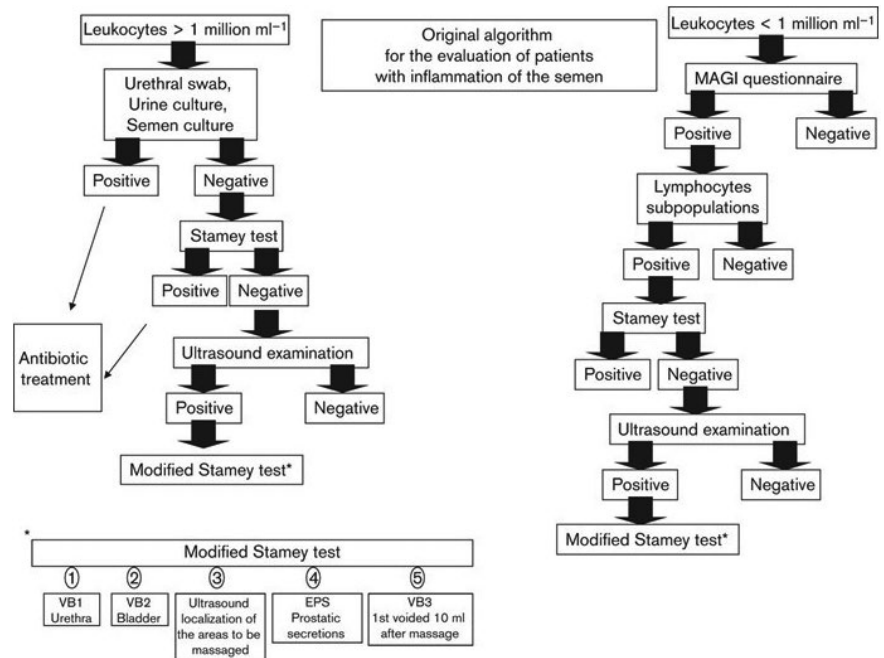 Leukocytes > 1 million ml⁻¹
Urethral swab,
Urine culture,
Semen culture
Positive
Negative
Stamey test
Positive
Negative
Antibiotic
treatment
Ultrasound examination
Positive
Negative
Modified Stamey test*
Original algorithm
for the evaluation of patients
with inflammation of the semen
Leukocytes < 1 million ml⁻¹
MAGI questionnaire
Positive
Negative
Lymphocytes
subpopulations
Positive
Negative
Stamey test
Positive
Negative
Ultrasound examination
Positive
Negative
Modified Stamey test*
*
Modified Stamey test
①
VB1
Urethra
②
VB2
Bladder
③
Ultrasound
localization of
the areas to be
massaged
④
EPS
Prostatic
secretions
⑤
VB3
1st voided 10 ml
after massage